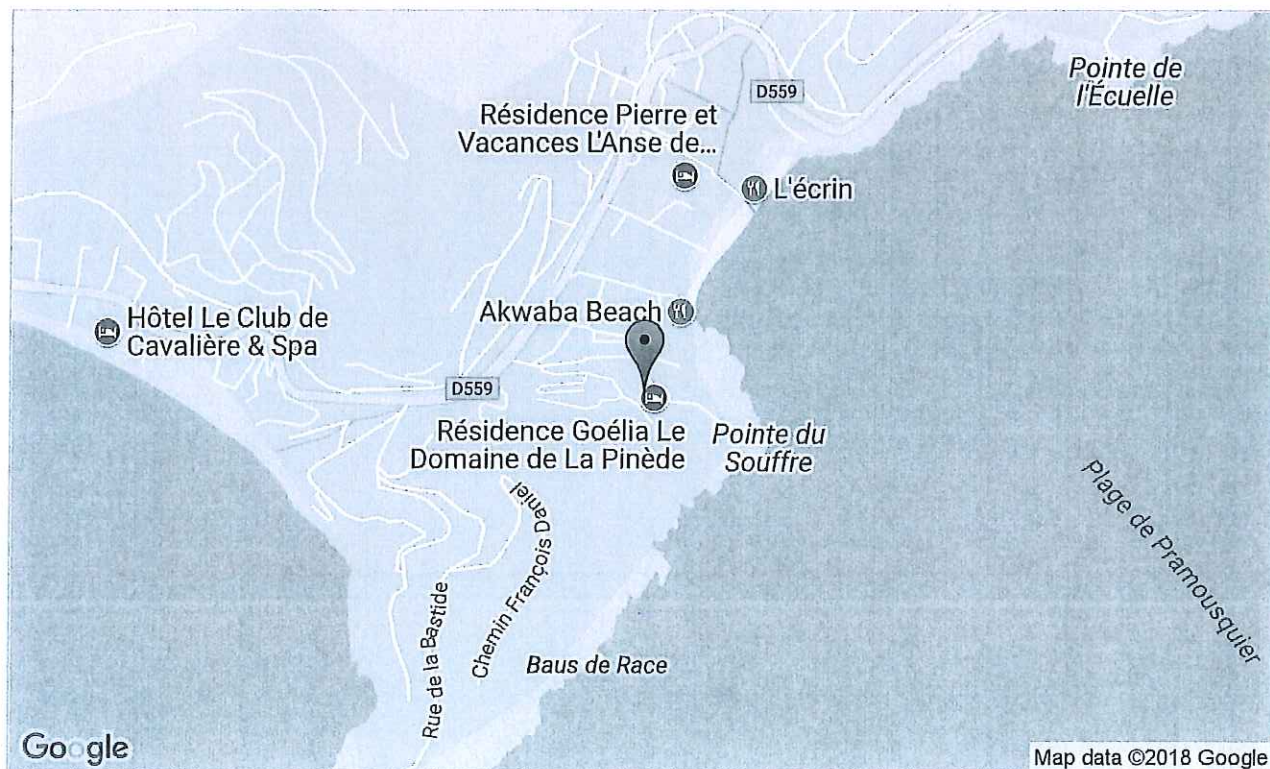 Pointe de
l'Écuelle
D559
Résidence Pierre et
Vacances L'Anse de...
L'écrin
Akwaba Beach
Hôtel Le Club de
Cavalière & Spa
D559
Résidence Goélia Le
Domaine de La Pinède
Pointe du
Souffre
Plage de Pramousquier
Chemin François Daniel
Rue de la Bastide
Baus de Race
Google
Map data ©2018 Google